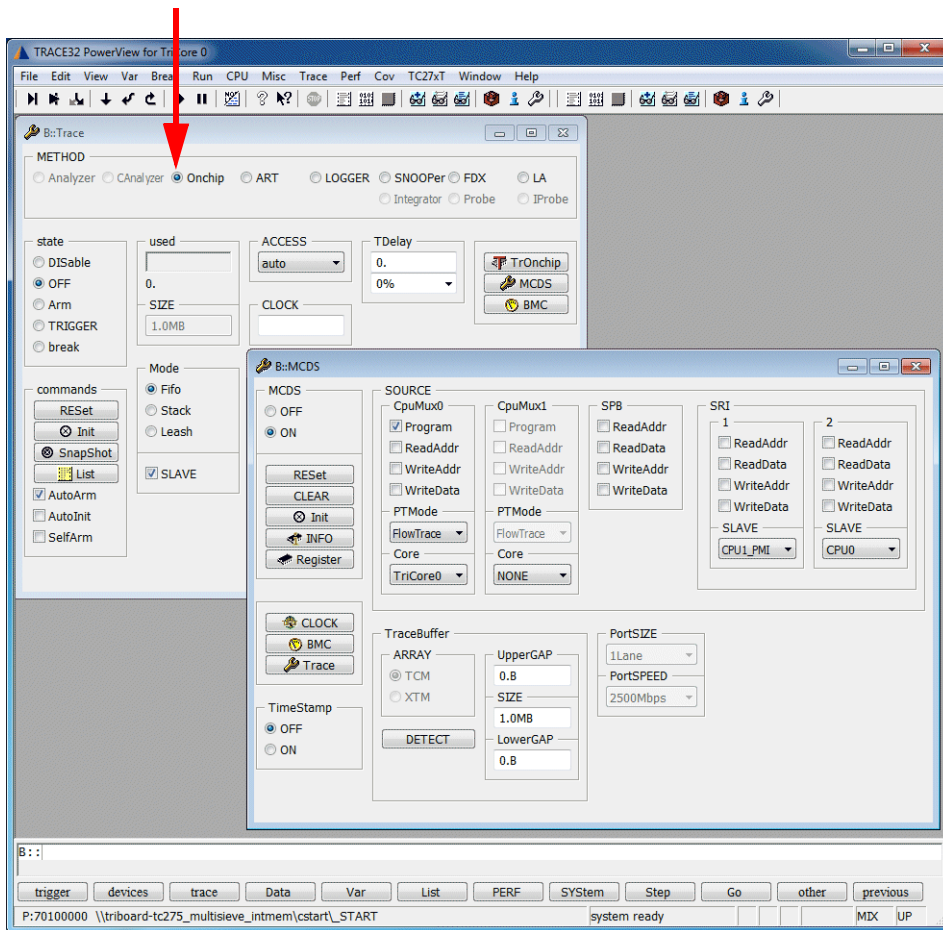 TRACE32 PowerView for TriCore 0
File Edit View Var Break Run CPU Misc Trace Perf Cov TC27xT Window Help
B::Trace
METHOD
Analyzer CAnalyzer Onchip ART LOGGER SNOOPer FDX LA
Integrator Probe IProbe
state used ACCESS TDelay
DISable auto 0. TrOnchip
OFF 0. 0% MCDS
Arm SIZE CLOCK BMC
TRIGGER 1.0MB
break
Mode
commands Fifo
RESet Stack
Init Leash
SnapShot
List SLAVE
AutoArm
AutoInit
SelfArm
B::MCDS
MCDS SOURCE
OFF CpuMux0 CpuMux1 SPB SRI
ON Program Program ReadAddr 1 2
ReadAddr ReadAddr ReadData ReadAddr ReadAddr
WriteAddr WriteAddr WriteAddr ReadData ReadData
RESet WriteData WriteData WriteData WriteAddr WriteAddr
CLEAR PTMode PTMode WriteData WriteData
Init FlowTrace FlowTrace SLAVE SLAVE
INFO Core Core CPU1_PMI CPU0
Register TriCore0 NONE
CLOCK TraceBuffer PortSIZE
BMC ARRAY UpperGAP 1Lane
Trace TCM 0.B PortSPEED
XTM SIZE 2500Mbps
TimeStamp 1.0MB
OFF DETECT LowerGAP
ON 0.B
B::
trigger devices trace Data Var List PERF SYStem Step Go other previous
P:70100000 \\triboard-tc275_multisieve_intmem\cstart\_START system ready MIX UP